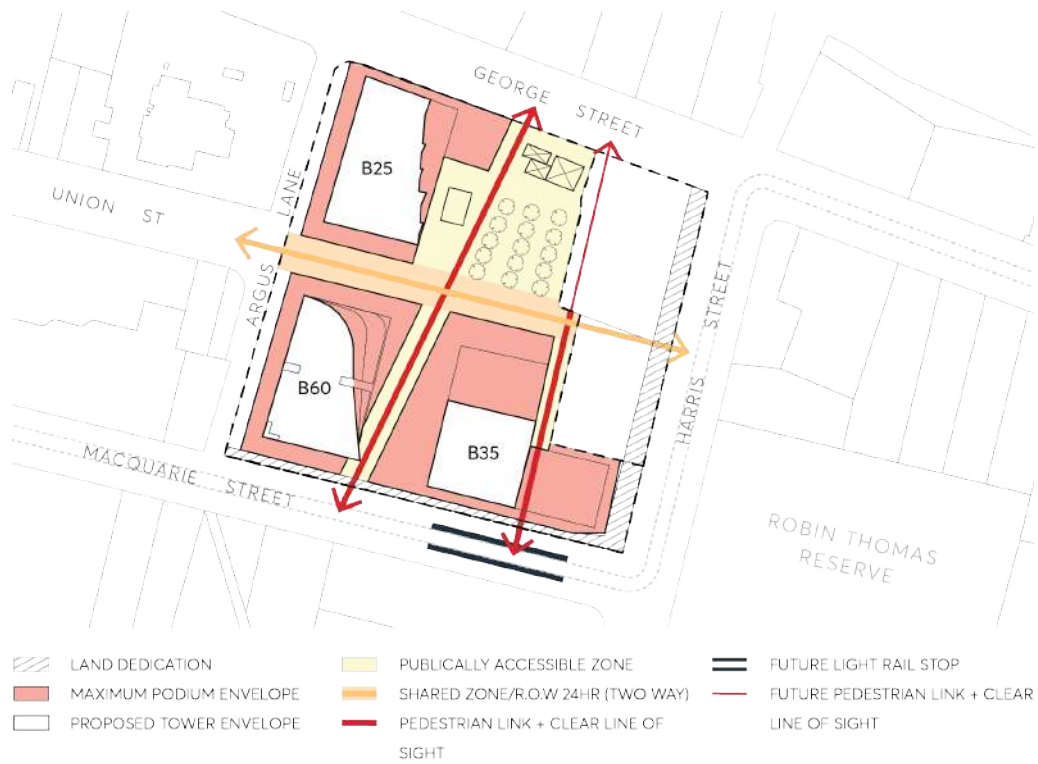 GEORGE STREET
B25
UNION ST
ARGUS LANE
HARRIS STREET
B60
B35
MACQUARIE STREET
ROBIN THOMAS
RESERVE
LAND DEDICATION
MAXIMUM PODIUM ENVELOPE
PROPOSED TOWER ENVELOPE
PUBLICALLY ACCESSIBLE ZONE
SHARED ZONE/R.O.W 24HR (TWO WAY)
PEDESTRIAN LINK + CLEAR LINE OF
SIGHT
FUTURE LIGHT RAIL STOP
FUTURE PEDESTRIAN LINK + CLEAR
LINE OF SIGHT